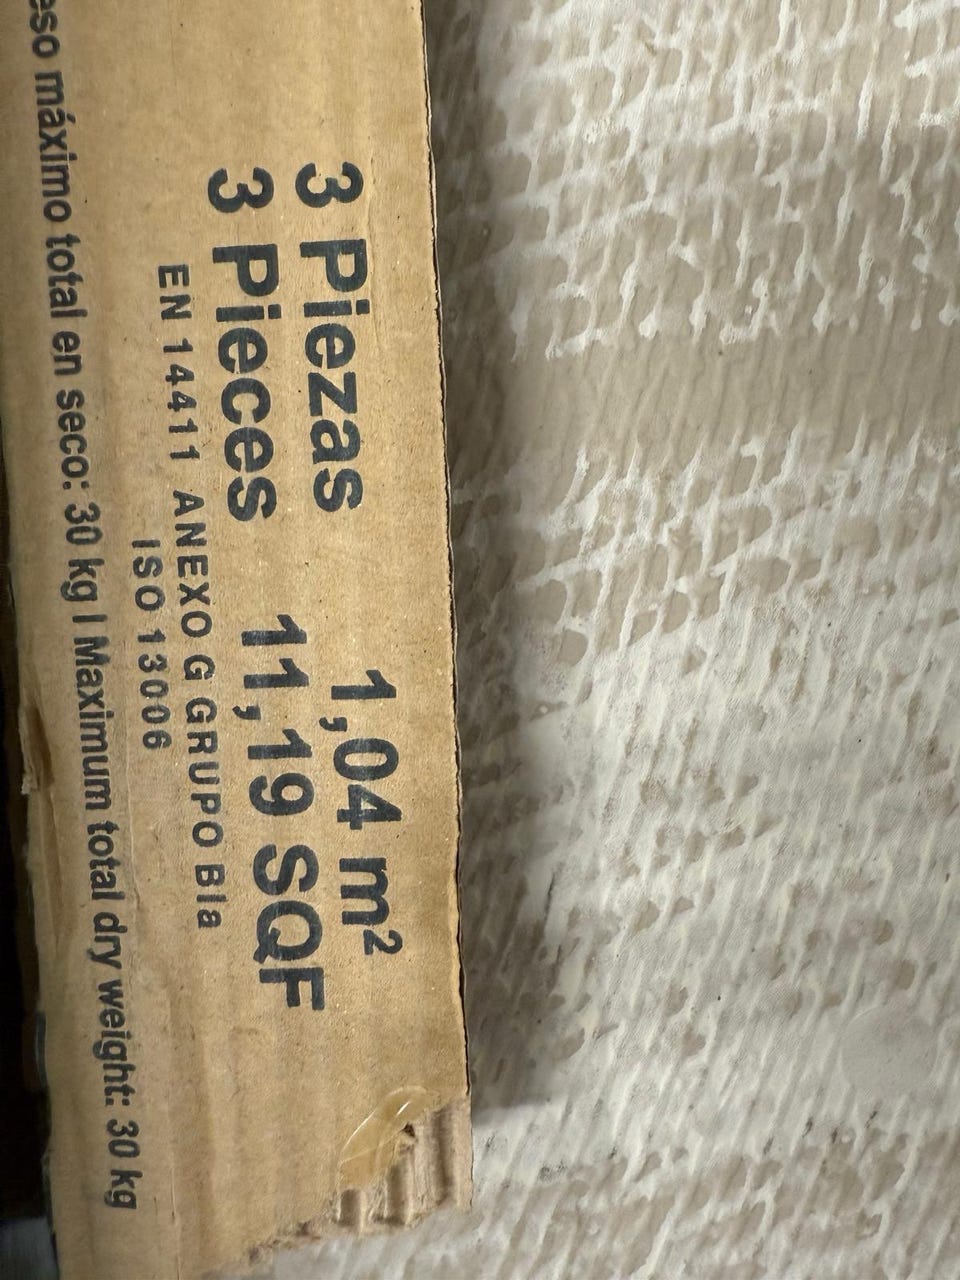 3 Piezas 1,04 m²
3 Pieces 11,19 SQF
EN 14411 ANEXO G GRUPO BIa
ISO 13006
máximo total en seco: 30 kg | Maximum total dry weight: 30 kg